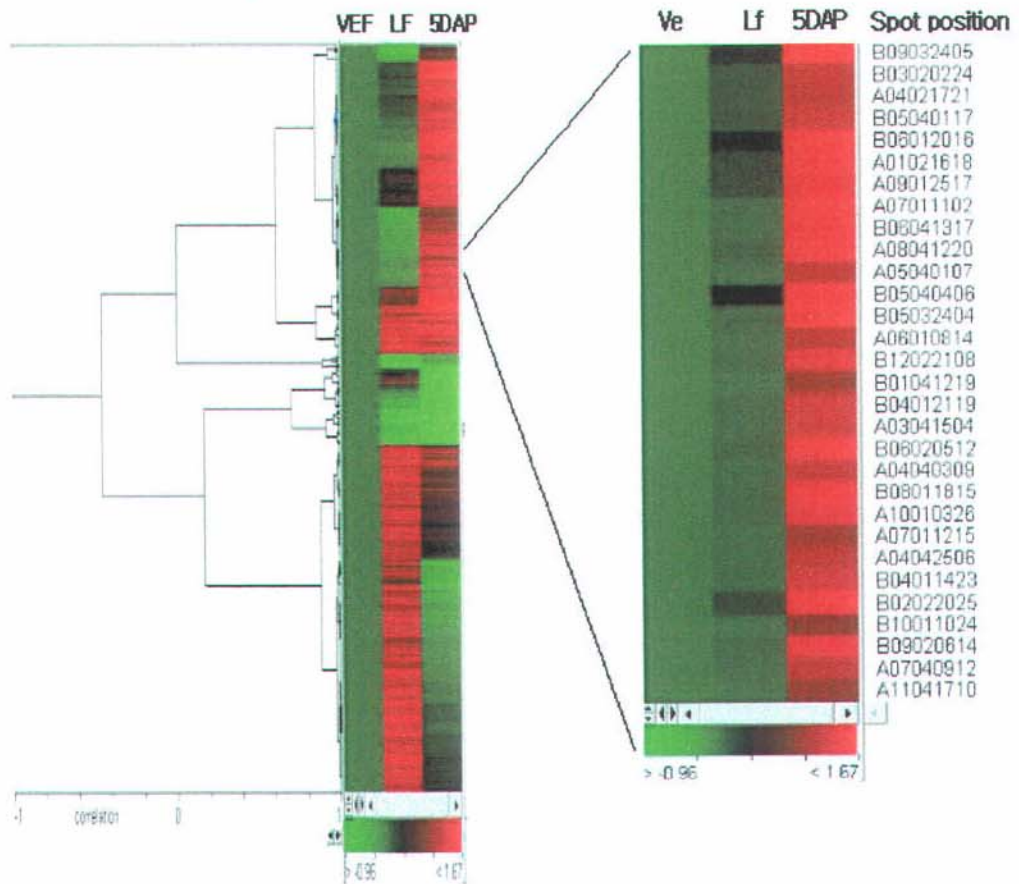 VEF LF 5DAP
Ve Lf 5DAP Spot position
B09032405
B03020224
A04021721
B05040117
B06012016
A01021618
A09012517
A07011102
B06041317
A08041220
A05040107
B05040406
B05032404
A06010814
B12022108
B01041219
B04012119
A03041504
B06020512
A04040309
B08011815
A10010326
A07011215
A04042506
B04011423
B02022025
B10011024
B09020614
A07040912
A11041710
> -0.96 < 1.67
-1 correlation 0
> -0.96 <1.67